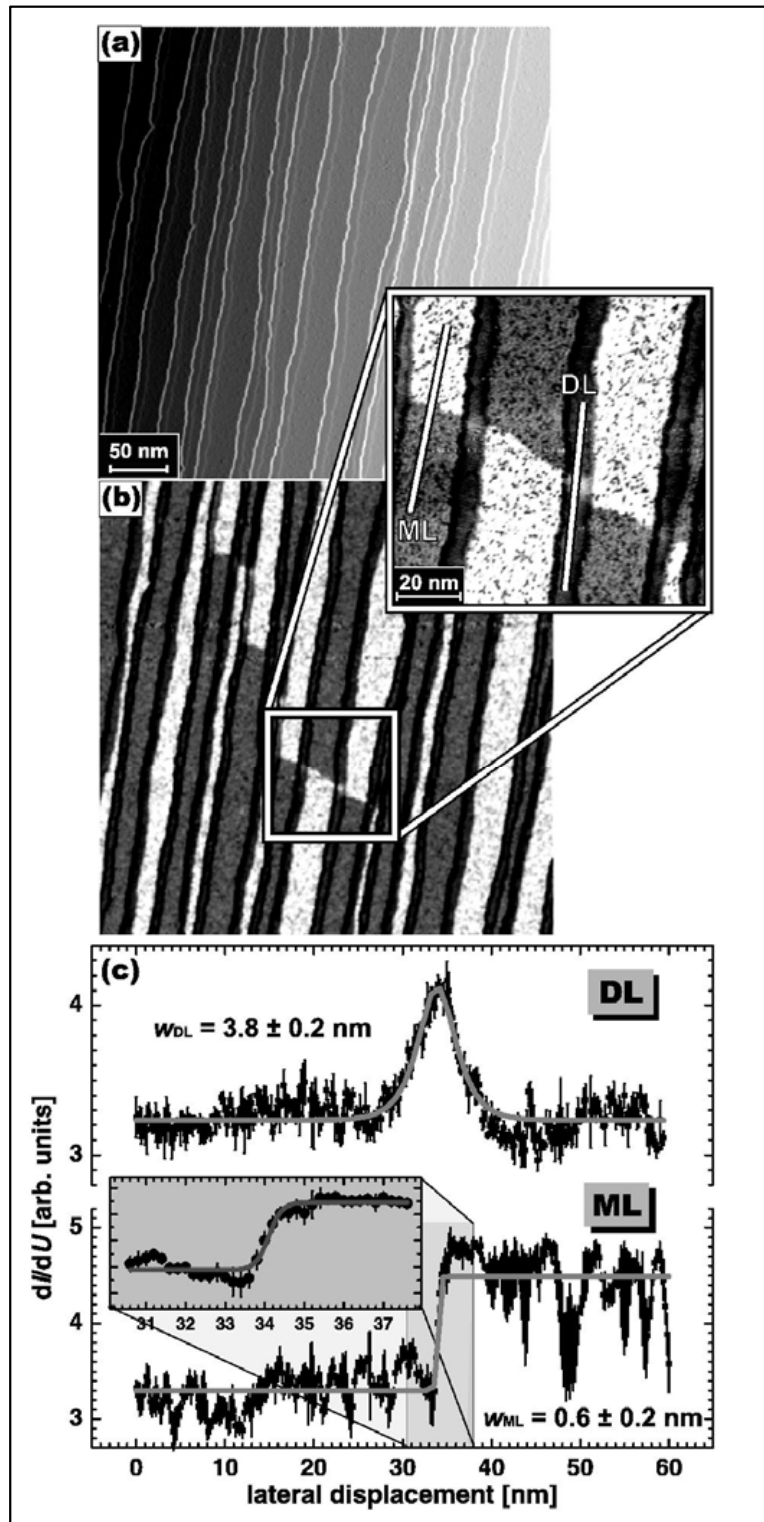 (a)
50 nm
(b)
ML
DL
20 nm
(c)
DL
w_DL = 3.8 ± 0.2 nm
4
3
ML
5
4
3
31 32 33 34 35 36 37
w_ML = 0.6 ± 0.2 nm
dI/dU [arb. units]
0 10 20 30 40 50 60
lateral displacement [nm]